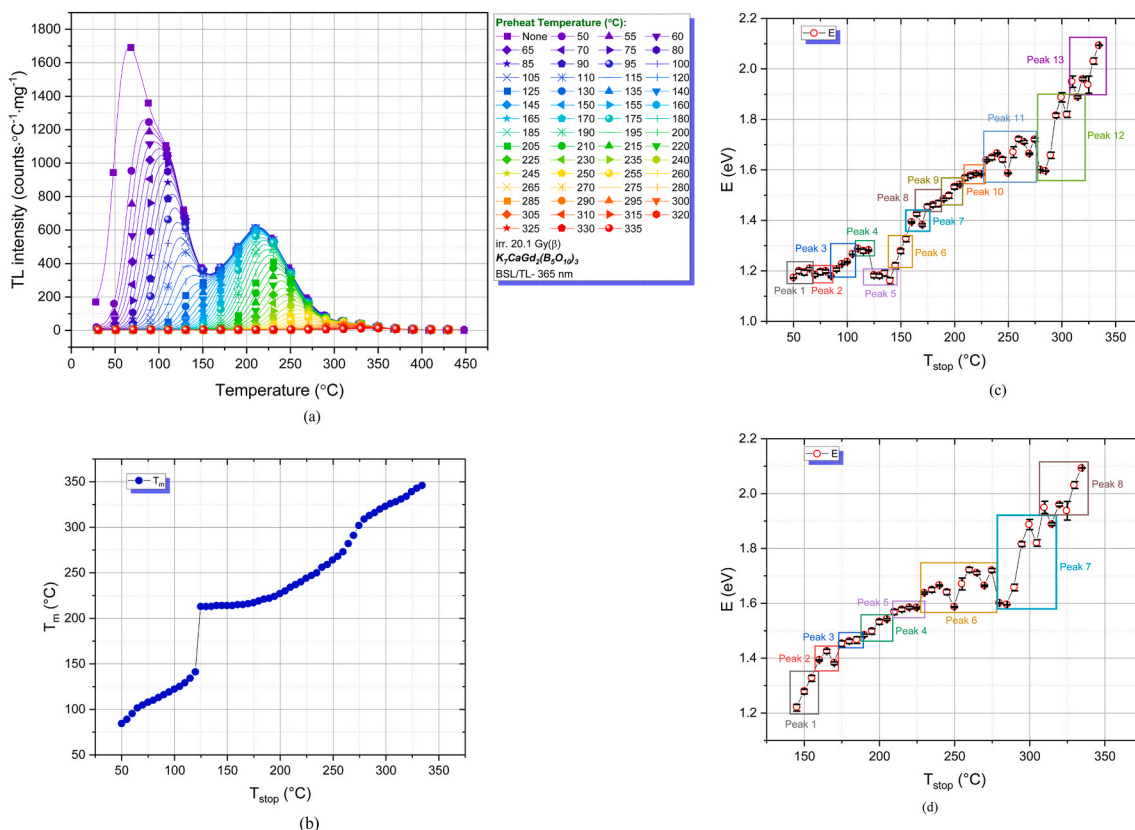 1800
1600
1400
1200
1000
800
600
400
200
0
TL intensity (counts·°C⁻¹·mg⁻¹)
0 50 100 150 200 250 300 350 400 450
Temperature (°C)
(a)
Preheat Temperature (°C):
None 50 55 60
65 70 75 80
85 90 95 100
105 110 115 120
125 130 135 140
145 150 155 160
165 170 175 180
185 190 195 200
205 210 215 220
225 230 235 240
245 250 255 260
265 270 275 280
285 290 295 300
305 310 315 320
325 330 335
irr. 20.1 Gy(β)
K₇CaGd₂(B₅O₁₀)₃
BSL/TL- 365 nm
E
2.2
2.0
1.8
1.6
1.4
1.2
1.0
E (eV)
Peak 13
Peak 11
Peak 12
Peak 9
Peak 10
Peak 8
Peak 7
Peak 4
Peak 3
Peak 6
Peak 1
Peak 2
Peak 5
50 100 150 200 250 300 350
Tstop (°C)
(c)
Tm
350
300
250
200
150
100
50
Tm (°C)
50 100 150 200 250 300 350
Tstop (°C)
(b)
E
2.2
2.0
1.8
1.6
1.4
1.2
E (eV)
Peak 8
Peak 7
Peak 5
Peak 6
Peak 4
Peak 3
Peak 2
Peak 1
150 200 250 300 350
Tstop (°C)
(d)